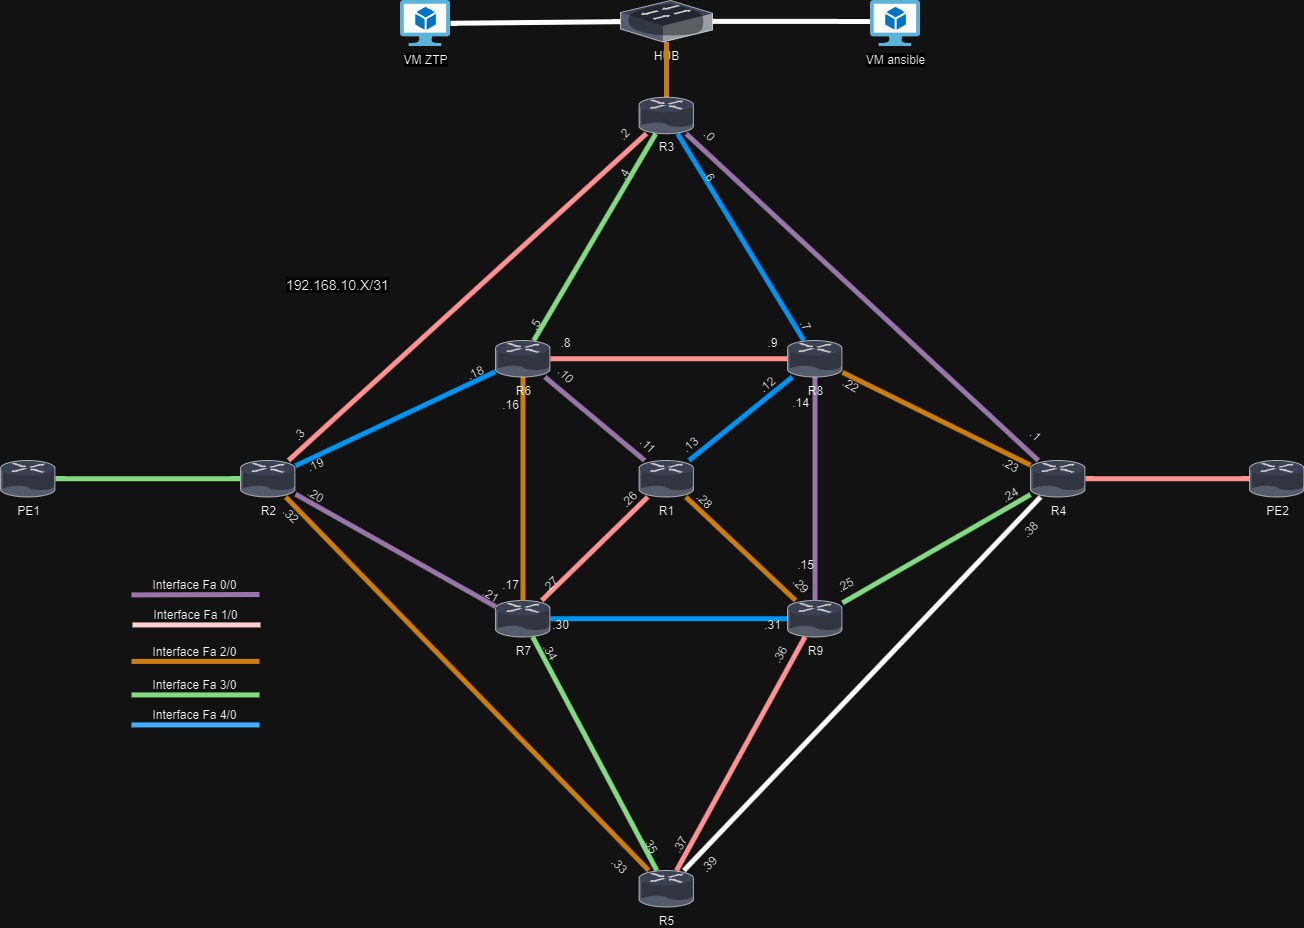 VM ZTP
HUB
VM ansible
R3
.2
.0
.4
.6
192.168.10.X/31
.5
.7
.8
.9
R6
.18
.10
.12
R8
.22
.16
.14
.3
.11
.13
.1
.19
.23
PE1
R2
.20
.32
.26
R1
.28
.24
R4
.38
PE2
.15
.17
.27
.29
.25
Interface Fa 0/0
.21
Interface Fa 1/0
.30
.31
R7
.34
.36
R9
Interface Fa 2/0
Interface Fa 3/0
Interface Fa 4/0
.35
.37
.33
.39
R5